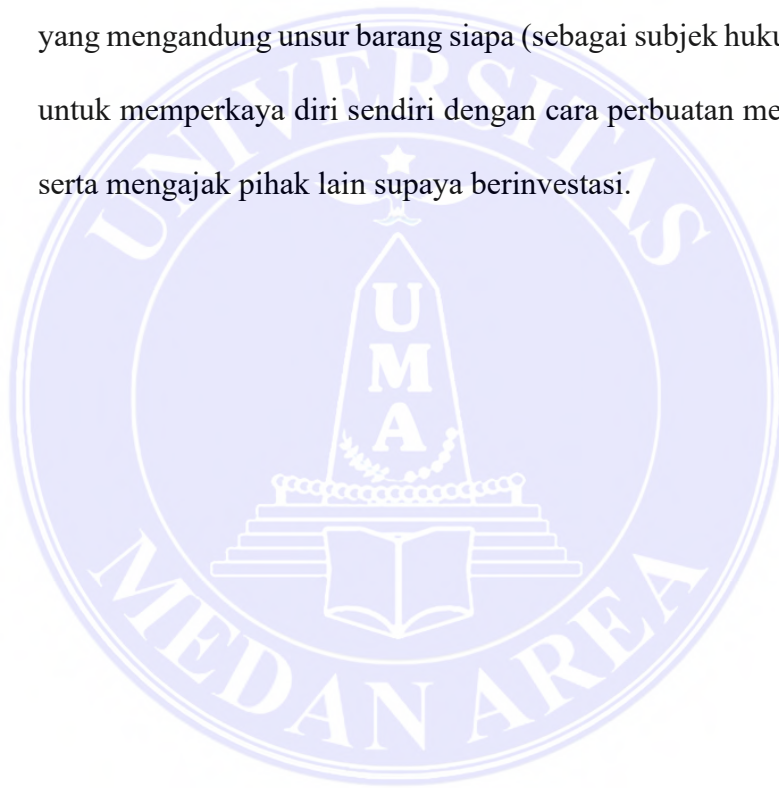 yang mengandung unsur barang siapa (sebagai subjek huku
untuk memperkaya diri sendiri dengan cara perbuatan me
serta mengajak pihak lain supaya berinvestasi.
UNIVERSITAS
UMA
MEDAN AREA